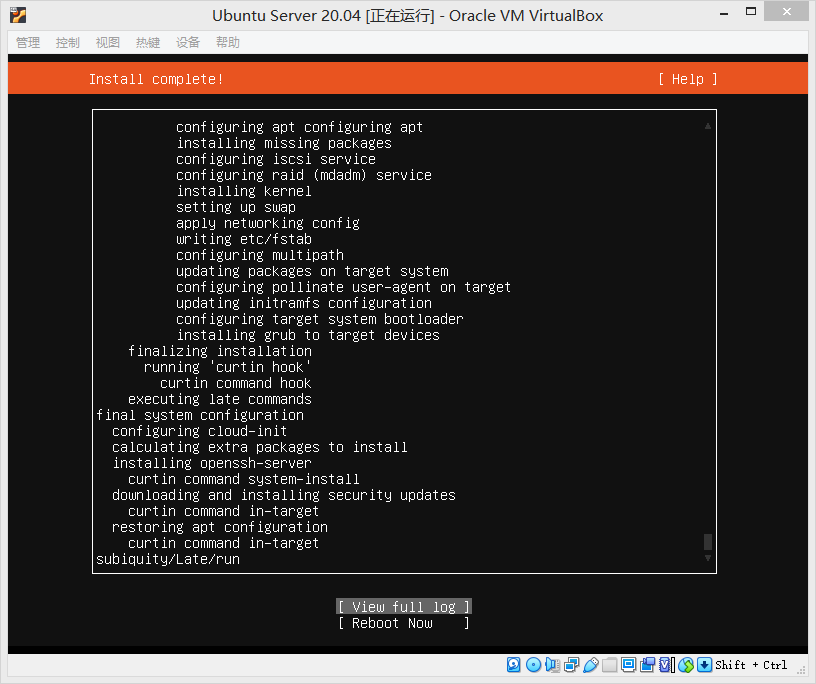 Ubuntu Server 20.04 [正在运行] - Oracle VM VirtualBox
管理 控制 视图 热键 设备 帮助
Install complete! [ Help ]
configuring apt configuring apt
installing missing packages
configuring iscsi service
configuring raid (mdadm) service
installing kernel
setting up swap
apply networking config
writing etc/fstab
configuring multipath
updating packages on target system
configuring pollinate user-agent on target
updating initramfs configuration
configuring target system bootloader
installing grub to target devices
finalizing installation
running 'curtin hook'
curtin command hook
executing late commands
final system configuration
configuring cloud-init
calculating extra packages to install
installing openssh-server
curtin command system-install
downloading and installing security updates
curtin command in-target
restoring apt configuration
curtin command in-target
subiquity/Late/run
[ View full log ]
[ Reboot Now ]
Shift + Ctrl